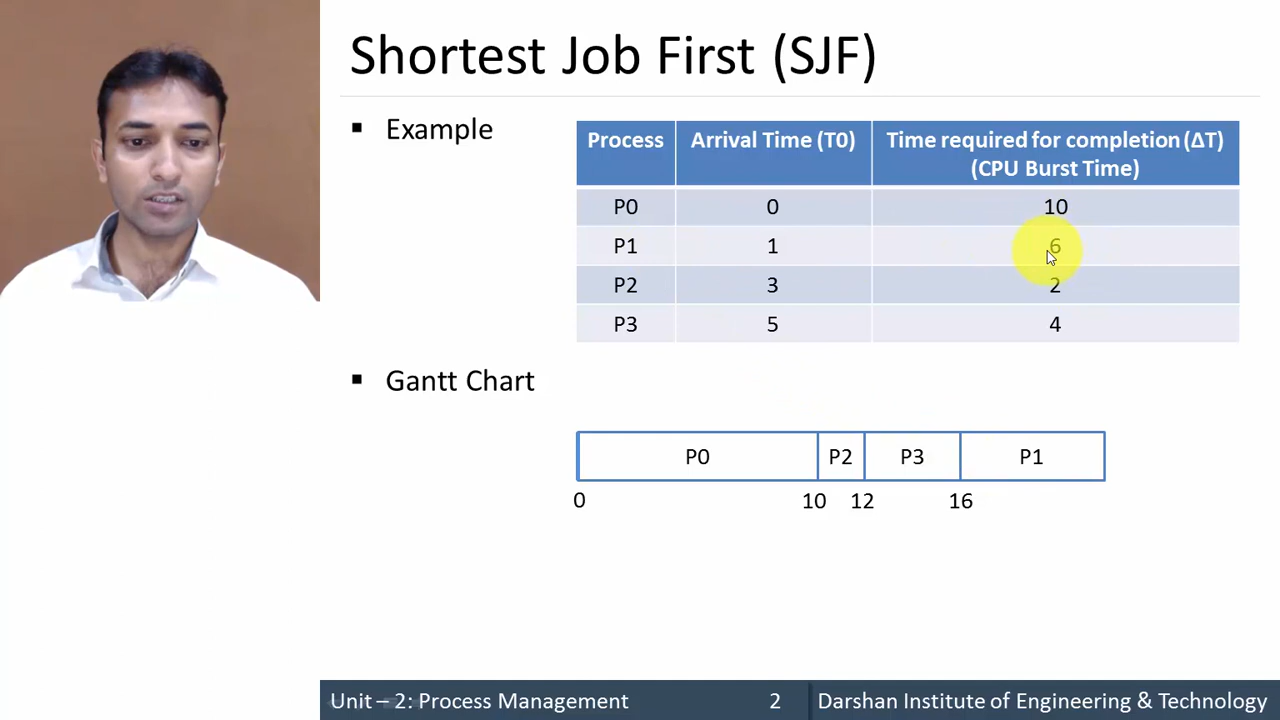 Shortest Job First (SJF)
▪ Example
Process Arrival Time (T0) Time required for completion (ΔT)
(CPU Burst Time)
P0 0 10
P1 1 6
P2 3 2
P3 5 4
▪ Gantt Chart
P0 P2 P3 P1
0 10 12 16
Unit – 2: Process Management 2 Darshan Institute of Engineering & Technology